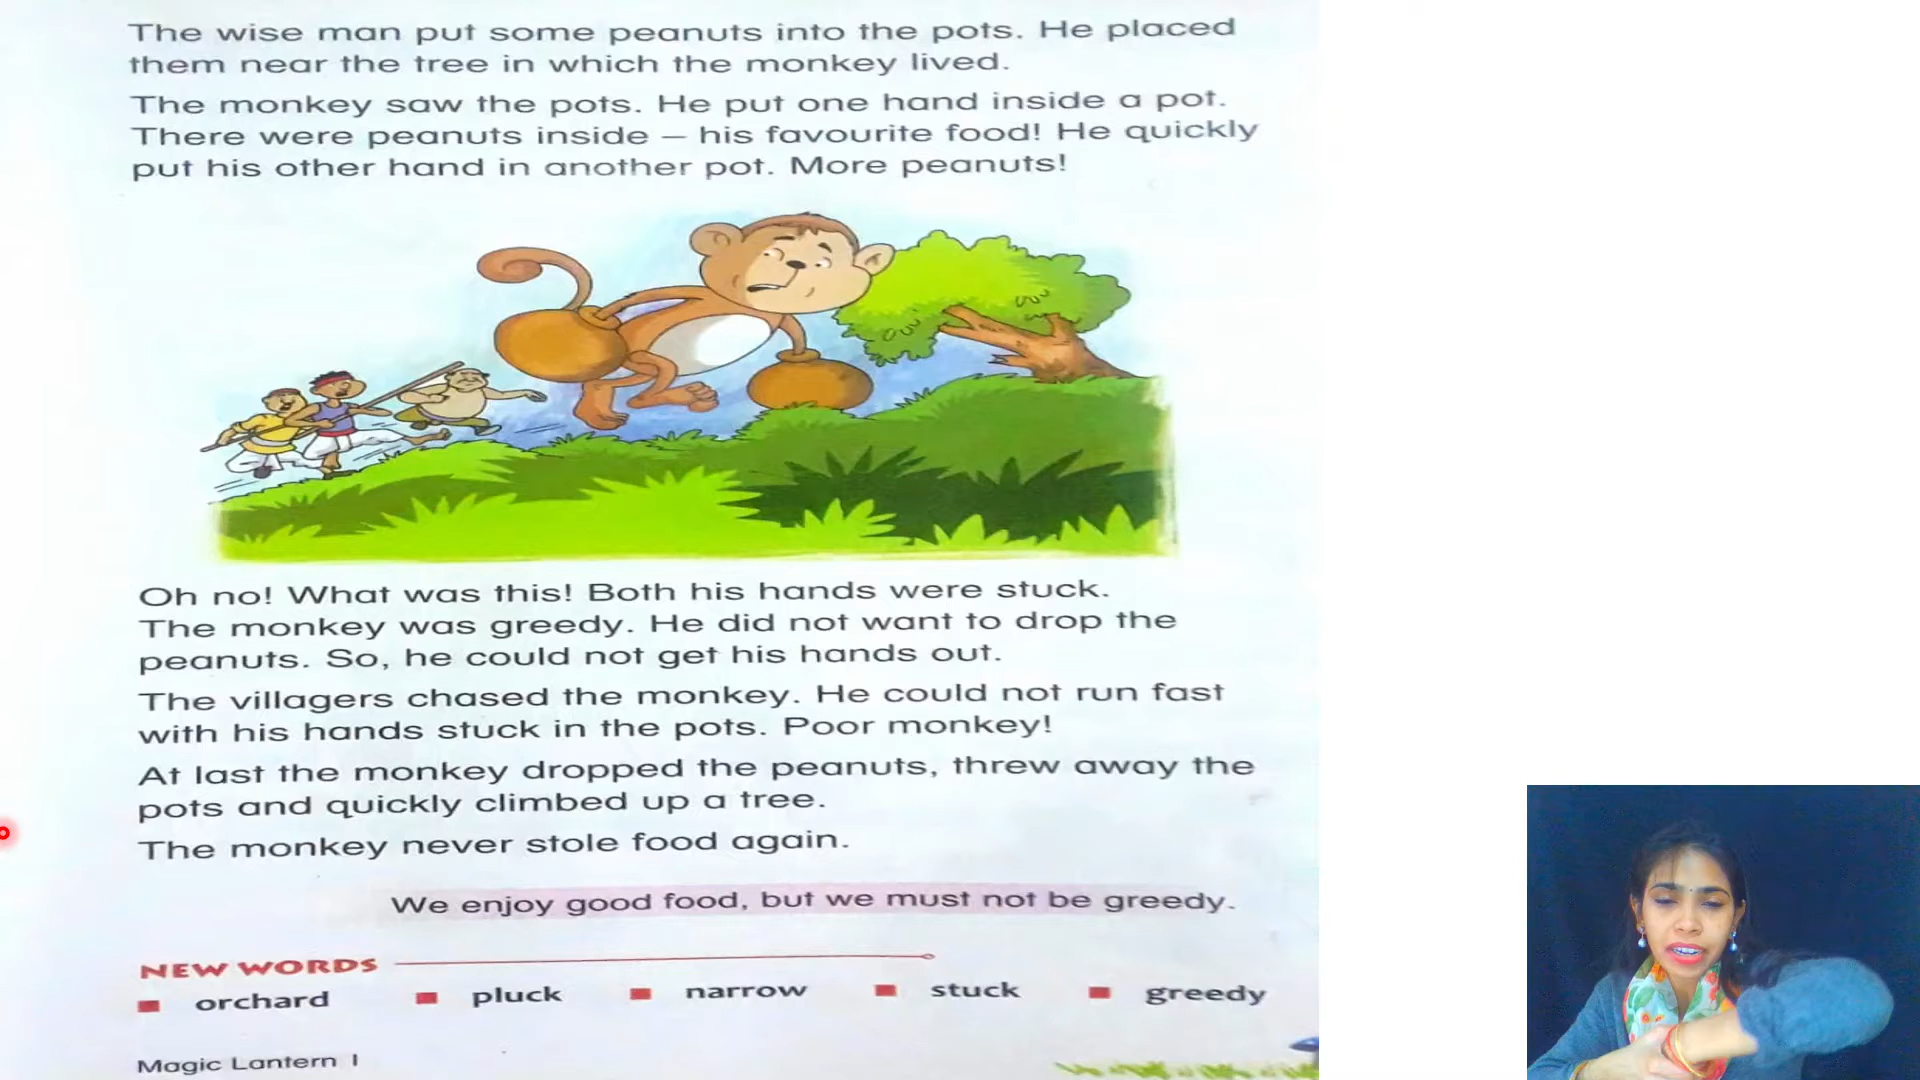 The wise man put some peanuts into the pots. He placed
them near the tree in which the monkey lived.
The monkey saw the pots. He put one hand inside a pot.
There were peanuts inside – his favourite food! He quickly
put his other hand in another pot. More peanuts!
Oh no! What was this! Both his hands were stuck.
The monkey was greedy. He did not want to drop the
peanuts. So, he could not get his hands out.
The villagers chased the monkey. He could not run fast
with his hands stuck in the pots. Poor monkey!
At last the monkey dropped the peanuts, threw away the
pots and quickly climbed up a tree.
The monkey never stole food again.
We enjoy good food, but we must not be greedy.
NEW WORDS
orchard pluck narrow stuck greedy
Magic Lantern 1